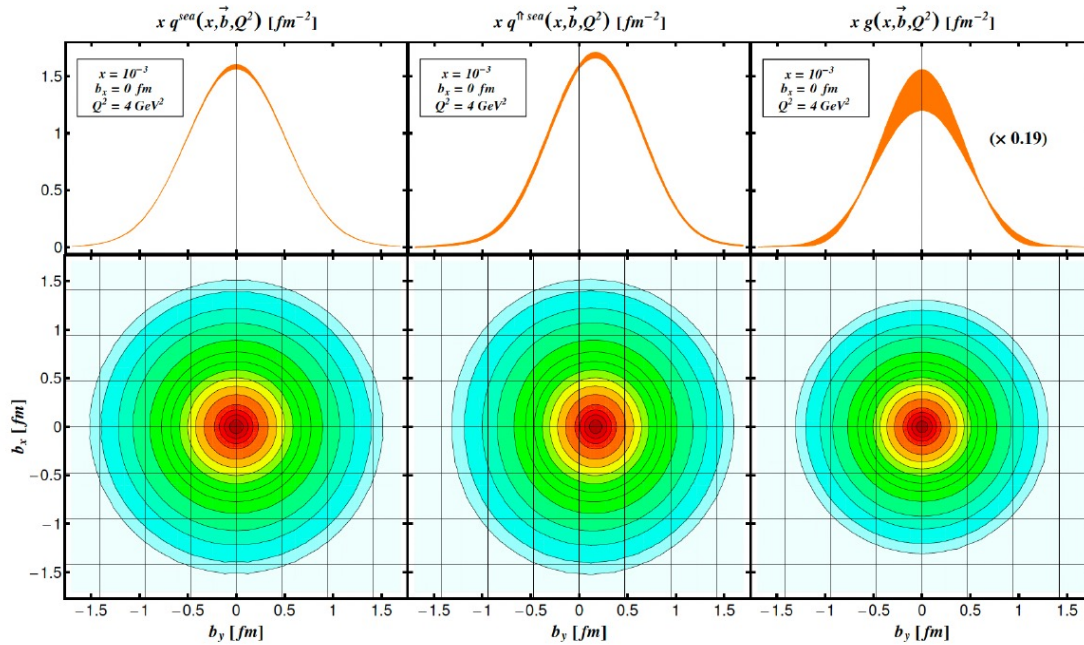 x q^sea(x,b⃗,Q²) [fm⁻²]
x q^⇑ sea(x,b⃗,Q²) [fm⁻²]
x g(x,b⃗,Q²) [fm⁻²]
x = 10⁻³
b_x = 0 fm
Q² = 4 GeV²
x = 10⁻³
b_x = 0 fm
Q² = 4 GeV²
x = 10⁻³
b_x = 0 fm
Q² = 4 GeV²
(× 0.19)
1.5
1
0.5
0
b_x [fm]
1.5
1
0.5
0
−0.5
−1
−1.5
−1.5 −1 −0.5 0 0.5 1 1.5
−1.5 −1 −0.5 0 0.5 1 1.5
−1.5 −1 −0.5 0 0.5 1 1.5
b_y [fm]
b_y [fm]
b_y [fm]